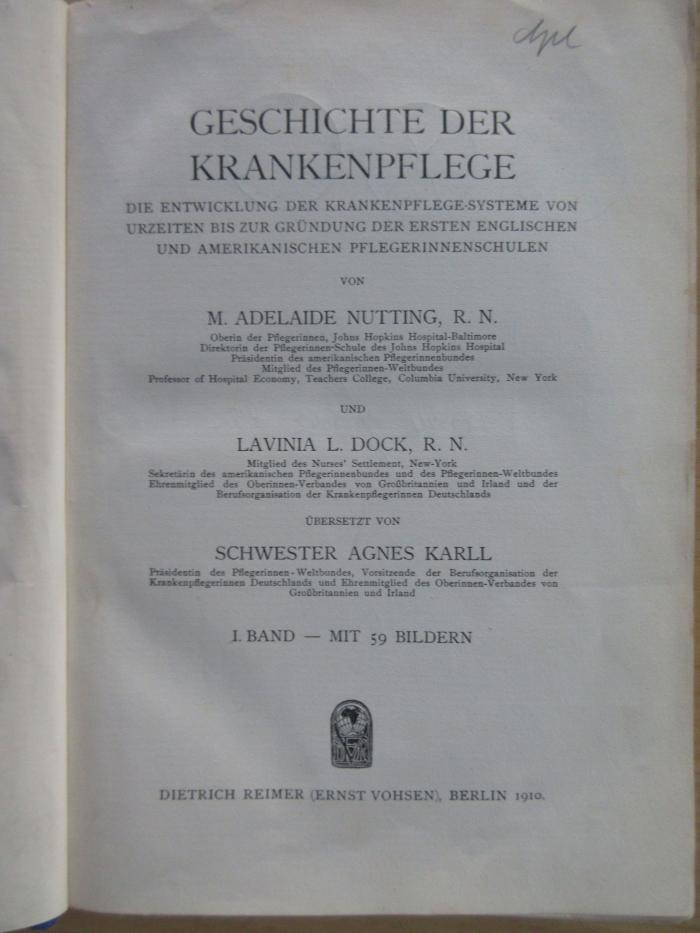 GESCHICHTE DER
KRANKENPFLEGE
DIE ENTWICKLUNG DER KRANKENPFLEGE-SYSTEME VON
URZEITEN BIS ZUR GRÜNDUNG DER ERSTEN ENGLISCHEN
UND AMERIKANISCHEN PFLEGERINNENSCHULEN
VON
M. ADELAIDE NUTTING, R. N.
Oberin der Pflegerinnen, Johns Hopkins Hospital-Baltimore
Direktorin der Pflegerinnen-Schule des Johns Hopkins Hospital
Präsidentin des amerikanischen Pflegerinnenbundes
Mitglied des Pflegerinnen-Weltbundes
Professor of Hospital Economy, Teachers College, Columbia University, New York
UND
LAVINIA L. DOCK, R. N.
Mitglied des Nurses' Settlement, New-York
Sekretärin des amerikanischen Pflegerinnenbundes und des Pflegerinnen-Weltbundes
Ehrenmitglied des Oberinnen-Verbandes von Großbritannien und Irland und der
Berufsorganisation der Krankenpflegerinnen Deutschlands
ÜBERSETZT VON
SCHWESTER AGNES KARLL
Präsidentin des Pflegerinnen-Weltbundes, Vorsitzende der Berufsorganisation der
Krankenpflegerinnen Deutschlands und Ehrenmitglied des Oberinnen-Verbandes von
Großbritannien und Irland
I. BAND — MIT 59 BILDERN
DIETRICH REIMER (ERNST VOHSEN), BERLIN 1910.